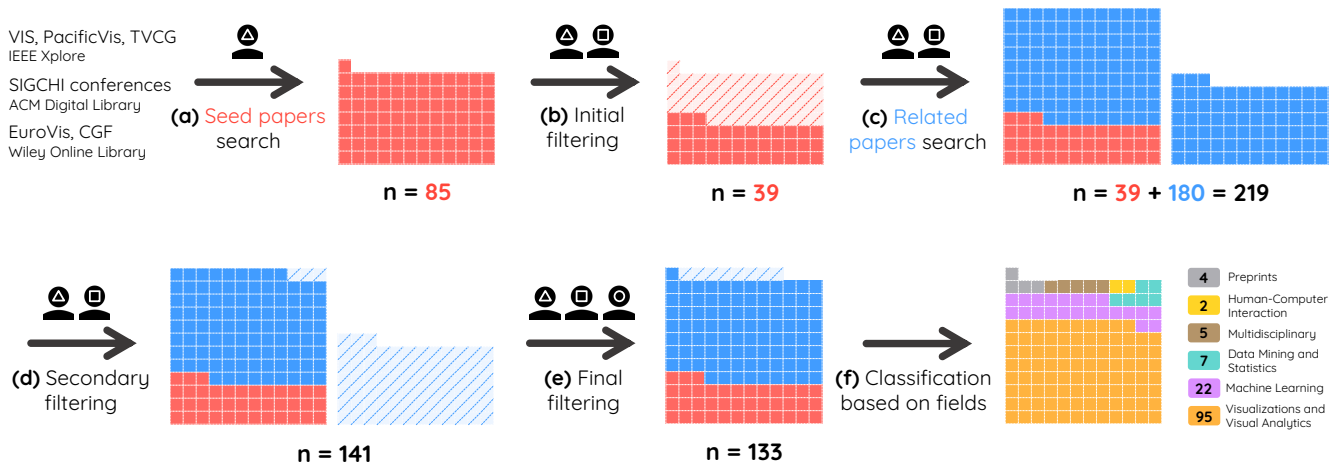 VIS, PacificVis, TVCG
IEEE Xplore
SIGCHI conferences
ACM Digital Library
EuroVis, CGF
Wiley Online Library
(a) Seed papers
search
n = 85
(b) Initial
filtering
n = 39
(c) Related
papers search
n = 39 + 180 = 219
(d) Secondary
filtering
n = 141
(e) Final
filtering
n = 133
(f) Classification
based on fields
4 Preprints
2 Human-Computer
Interaction
5 Multidisciplinary
7 Data Mining and
Statistics
22 Machine Learning
95 Visualizations and
Visual Analytics